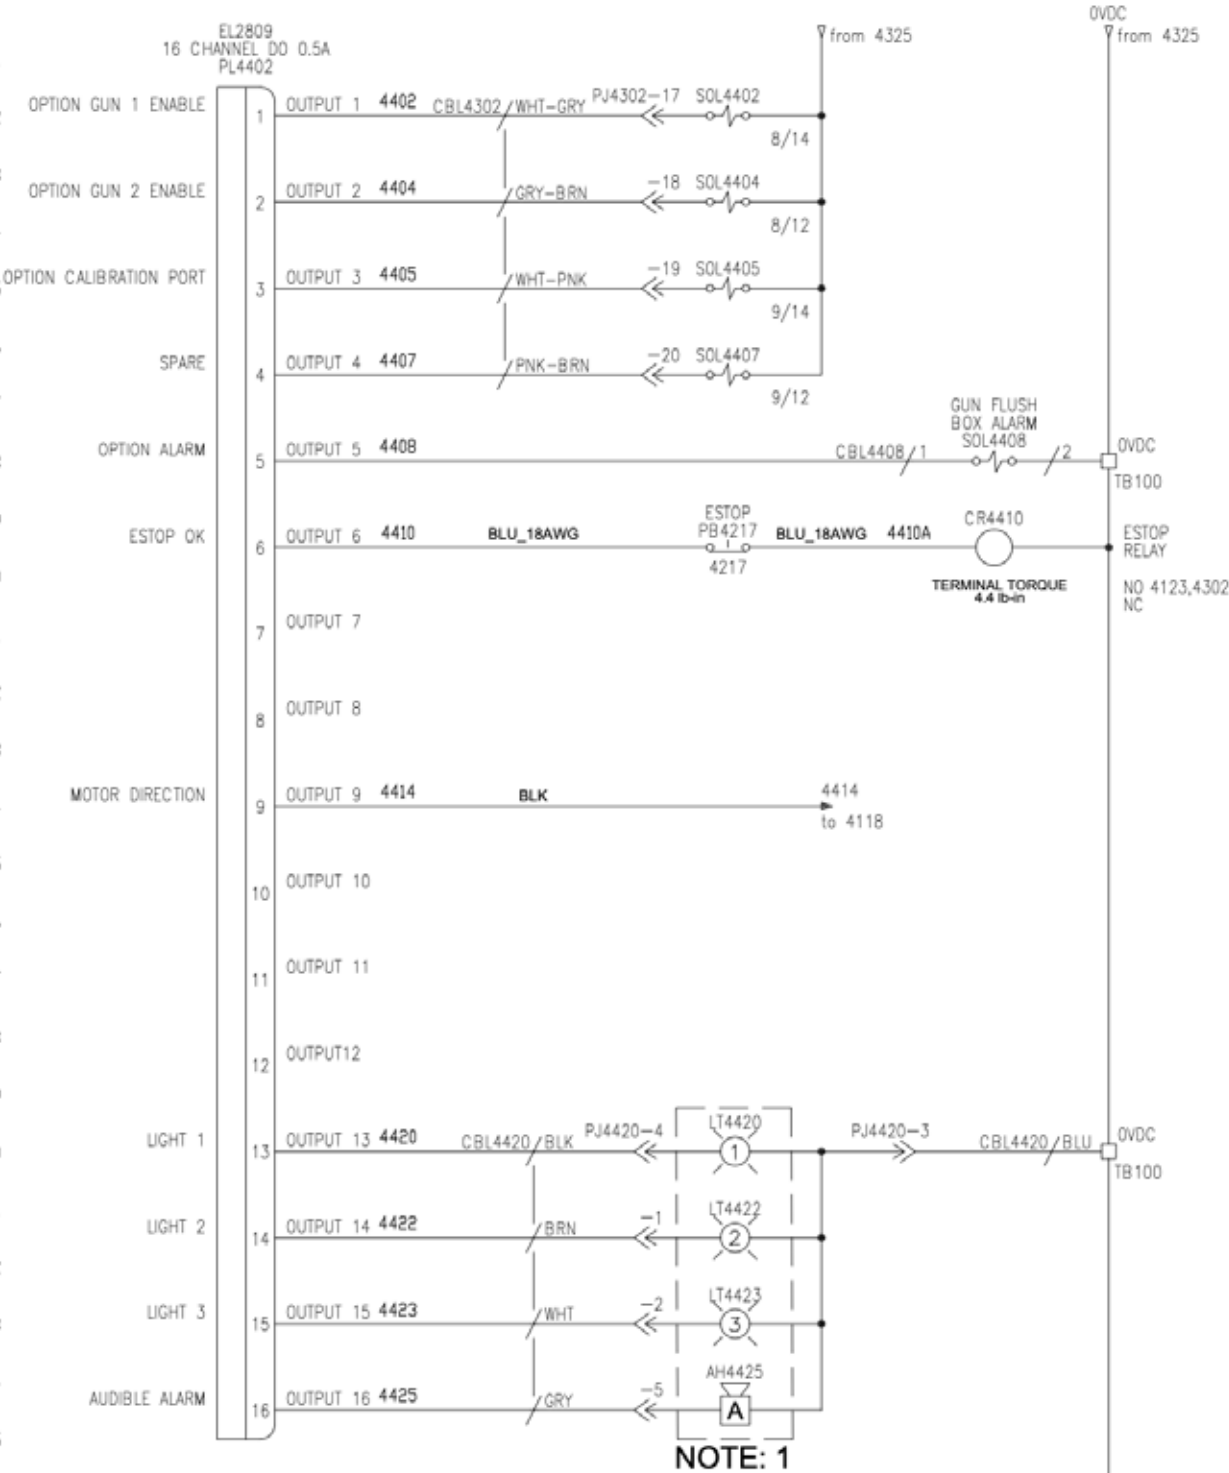 0VDC
from 4325
from 4325
EL2809
16 CHANNEL DO 0.5A
PL4402
OPTION GUN 1 ENABLE
1
OUTPUT 1
4402
CBL4302
WHT-GRY
PJ4302-17
SOL4402
8/14
OPTION GUN 2 ENABLE
2
OUTPUT 2
4404
GRY-BRN
-18
SOL4404
8/12
OPTION CALIBRATION PORT
3
OUTPUT 3
4405
WHT-PNK
-19
SOL4405
9/14
SPARE
4
OUTPUT 4
4407
PNK-BRN
-20
SOL4407
9/12
OPTION ALARM
5
OUTPUT 5
4408
CBL4408
1
GUN FLUSH
BOX ALARM
SOL4408
2
0VDC
TB100
ESTOP OK
6
OUTPUT 6
4410
BLU_18AWG
ESTOP
PB4217
4217
BLU_18AWG
4410A
CR4410
TERMINAL TORQUE
4.4 lb-in
ESTOP
RELAY
NO 4123,4302
NC
7
OUTPUT 7
8
OUTPUT 8
MOTOR DIRECTION
9
OUTPUT 9
4414
BLK
4414
to 4118
10
OUTPUT 10
11
OUTPUT 11
12
OUTPUT12
LIGHT 1
13
OUTPUT 13
4420
CBL4420
BLK
PJ4420-4
LT4420
1
PJ4420-3
CBL4420
BLU
0VDC
TB100
LIGHT 2
14
OUTPUT 14
4422
BRN
-1
LT4422
2
LIGHT 3
15
OUTPUT 15
4423
WHT
-2
LT4423
3
AUDIBLE ALARM
16
OUTPUT 16
4425
GRY
-5
AH4425
A
NOTE: 1